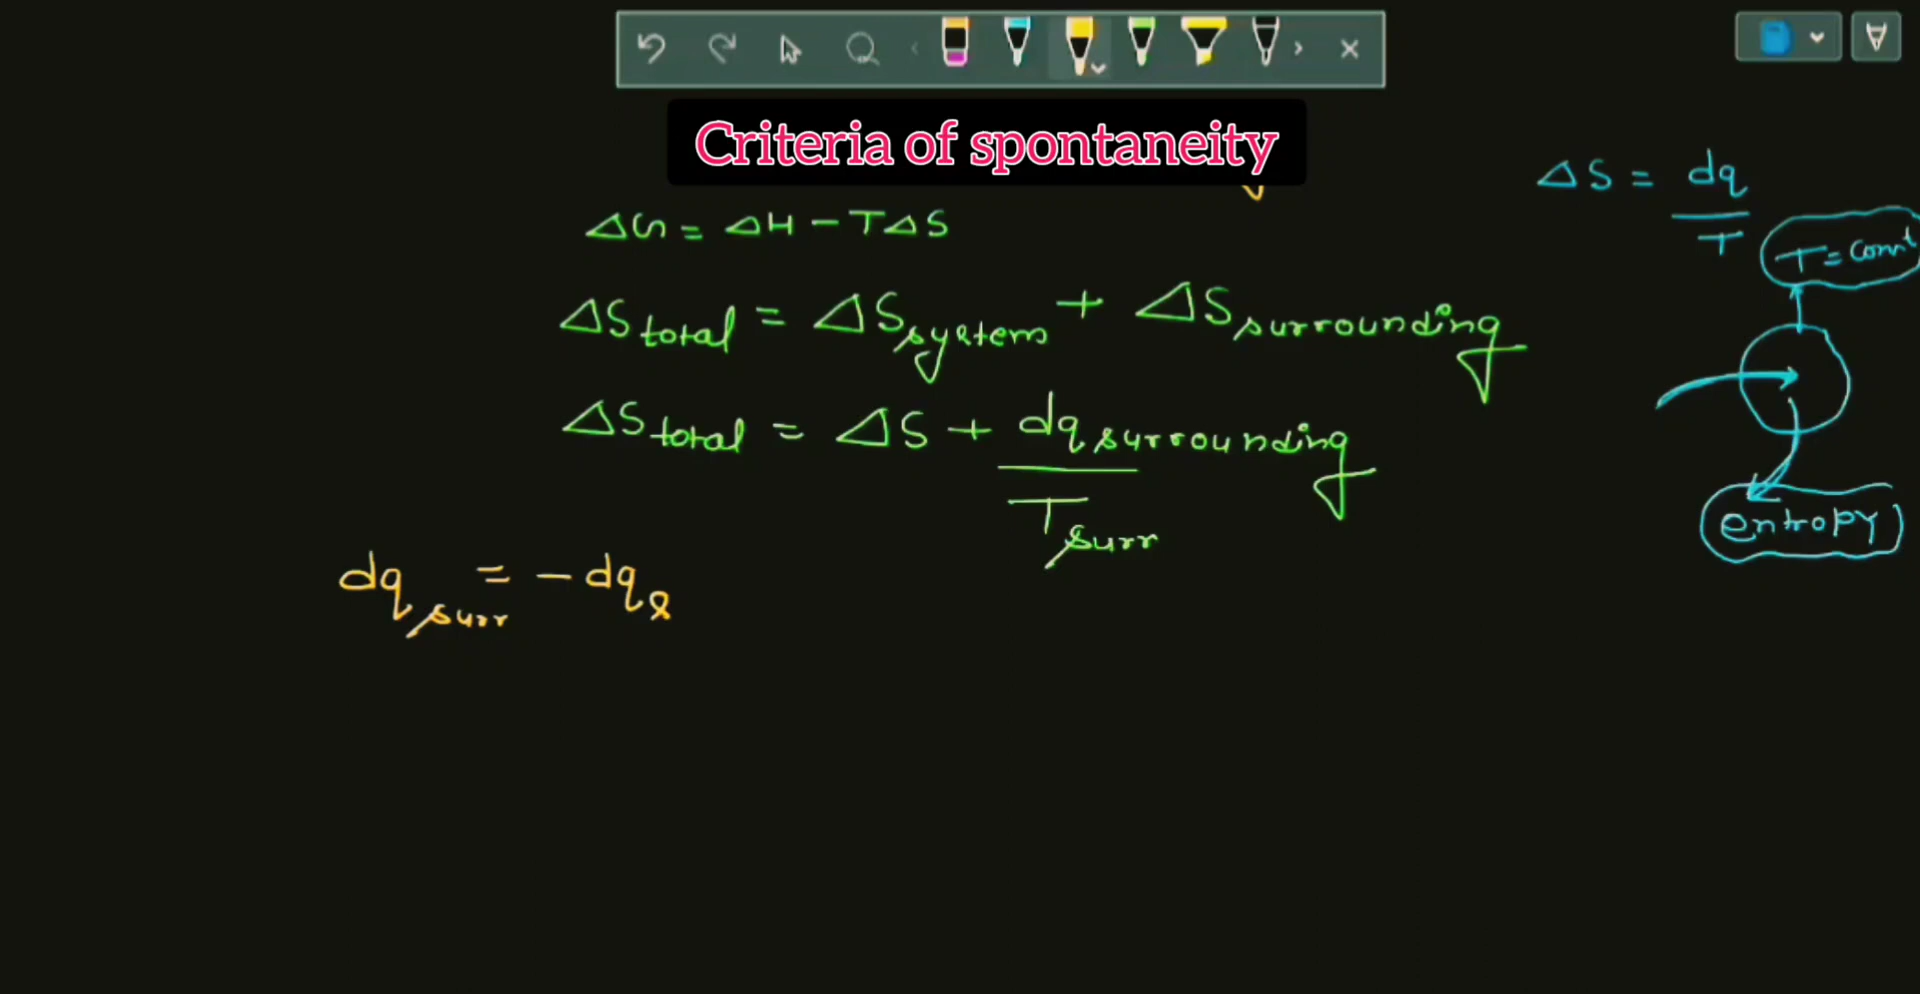 Criteria of spontaneity
ΔG = ΔH - TΔS
ΔS total = ΔS system + ΔS surrounding
ΔS total = ΔS + dq surrounding
T surr
dq surr = - dq s
ΔS = dq
T
T = const
entropy